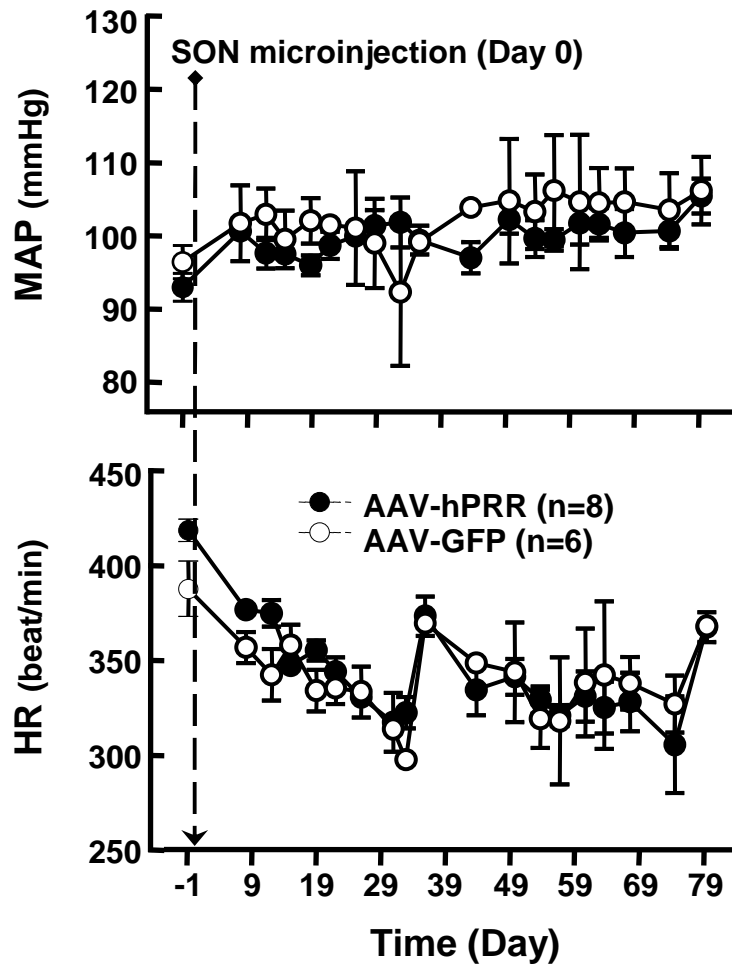 130
SON microinjection (Day 0)
120
110
100
90
80
MAP (mmHg)
450
AAV-hPRR (n=8)
AAV-GFP (n=6)
400
350
300
250
HR (beat/min)
-1 9 19 29 39 49 59 69 79
Time (Day)